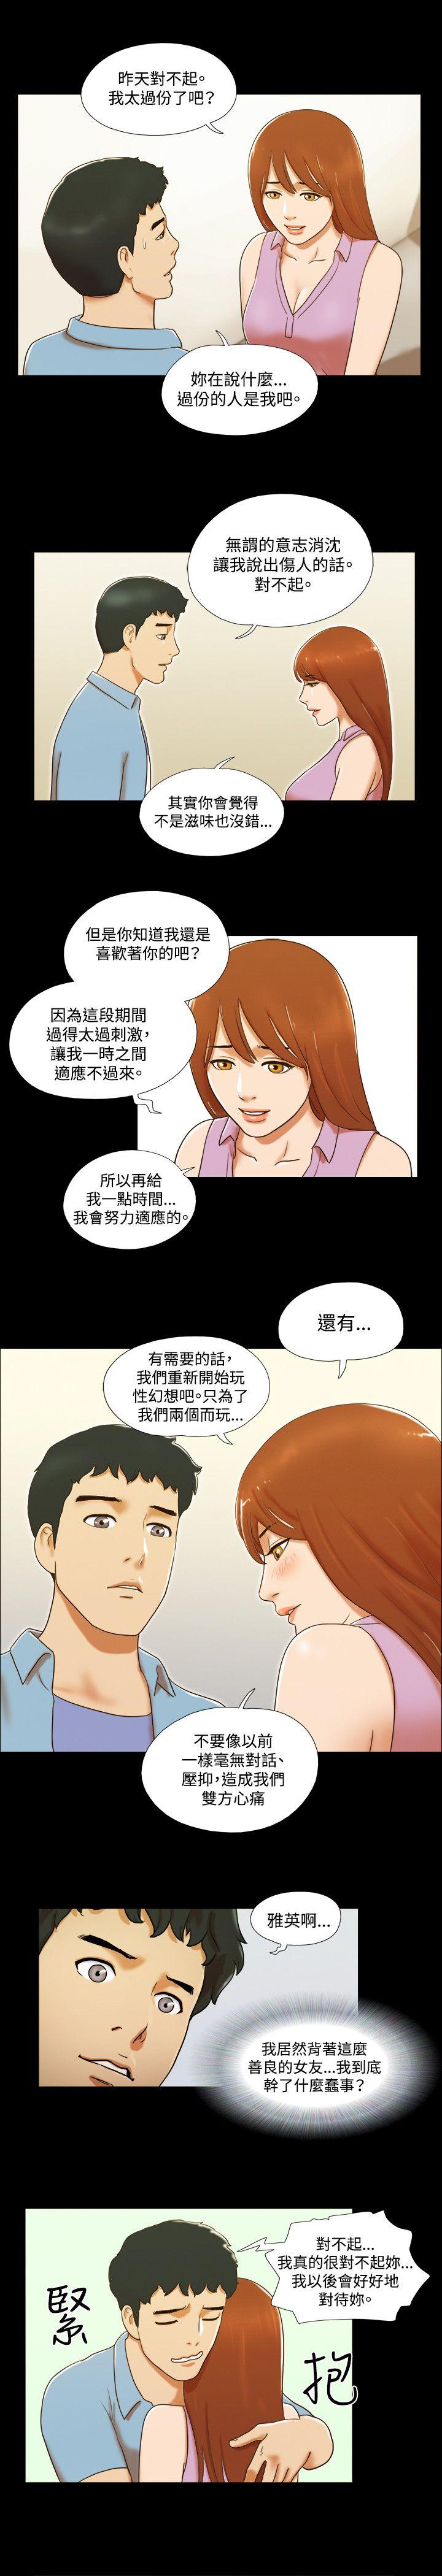 昨天對不起。
我太過份了吧?
妳在說什麼...
過份的人是我吧。
無謂的意志消沈
讓我說出傷人的話。
對不起。
其實你會覺得
不是滋味也沒錯...
但是你知道我還是
喜歡著你的吧?
因為這段期間
過得太過刺激,
讓我一時之間
適應不過來。
所以再給
我一點時間...
我會努力適應的。
還有...
有需要的話,
我們重新開始玩
性幻想吧。只為了
我們兩個而玩...
不要像以前
一樣毫無對話、
壓抑,造成我們
雙方心痛
雅英啊...
我居然背著這麼
善良的女友...我到底
幹了什麼蠢事?
對不起...
我真的很對不起妳...
我以後會好好地
對待妳。
緊
抱